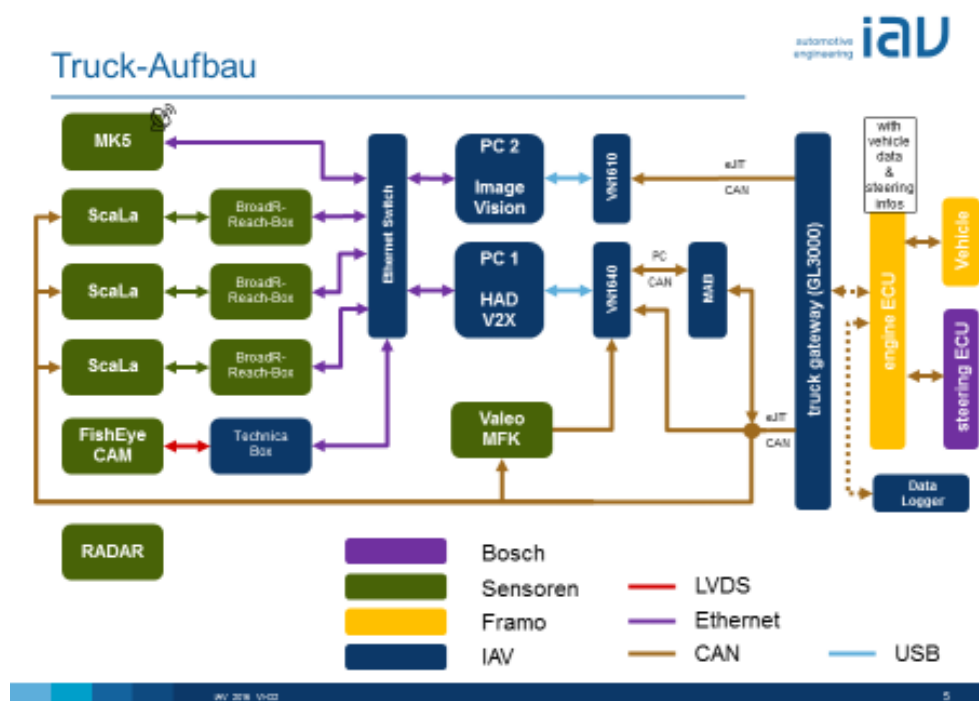 automotive
engineering
iav
Truck-Aufbau
MK5
ScaLa
BroadR-
Reach-Box
ScaLa
BroadR-
Reach-Box
ScaLa
BroadR-
Reach-Box
FishEye
CAM
Technica
Box
RADAR
Ethernet Switch
PC 2
Image
Vision
PC 1
HAD
V2X
VN1610
VN1640
PC
CAN
MAB
Valeo
MFK
eJIT
CAN
eJIT
CAN
truck gateway (GL3000)
with
vehicle
data
&
steering
infos
engine ECU
Vehicle
steering ECU
Data
Logger
Bosch
Sensoren
Framo
IAV
LVDS
Ethernet
CAN
USB
5